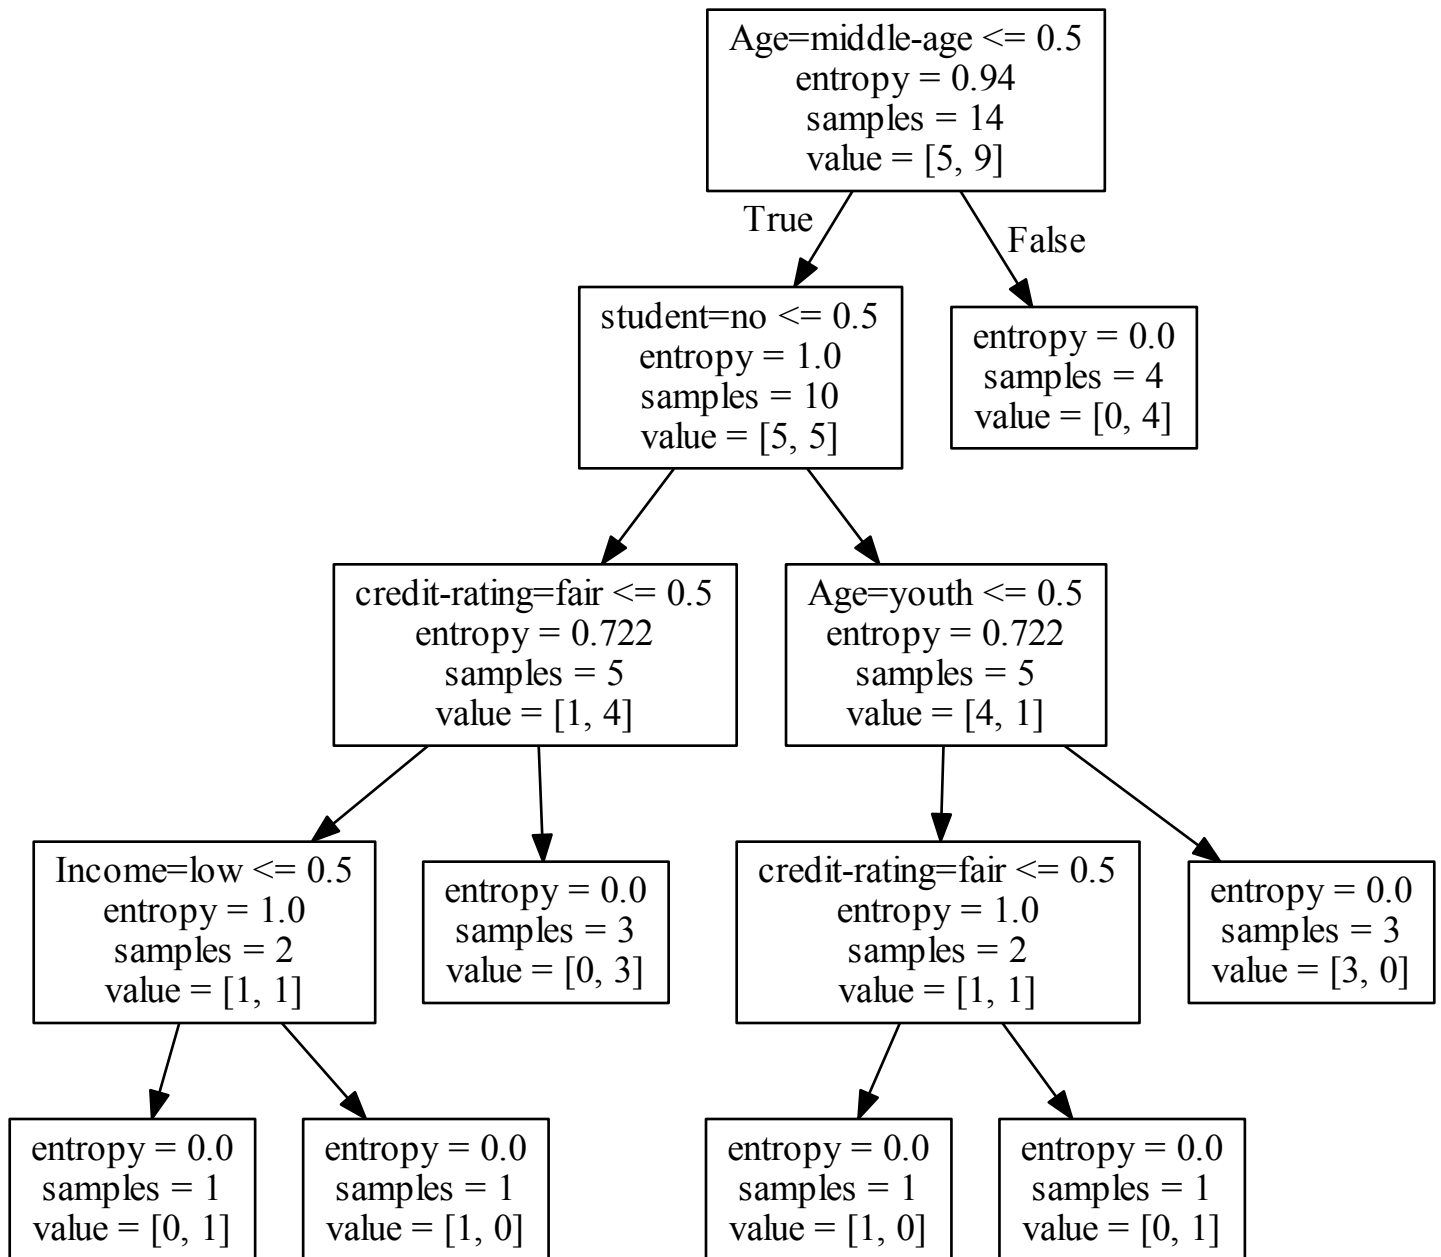 Age=middle-age <= 0.5
entropy = 0.94
samples = 14
value = [5, 9]
True
False
student=no <= 0.5
entropy = 1.0
samples = 10
value = [5, 5]
entropy = 0.0
samples = 4
value = [0, 4]
credit-rating=fair <= 0.5
entropy = 0.722
samples = 5
value = [1, 4]
Age=youth <= 0.5
entropy = 0.722
samples = 5
value = [4, 1]
Income=low <= 0.5
entropy = 1.0
samples = 2
value = [1, 1]
entropy = 0.0
samples = 3
value = [0, 3]
credit-rating=fair <= 0.5
entropy = 1.0
samples = 2
value = [1, 1]
entropy = 0.0
samples = 3
value = [3, 0]
entropy = 0.0
samples = 1
value = [0, 1]
entropy = 0.0
samples = 1
value = [1, 0]
entropy = 0.0
samples = 1
value = [1, 0]
entropy = 0.0
samples = 1
value = [0, 1]